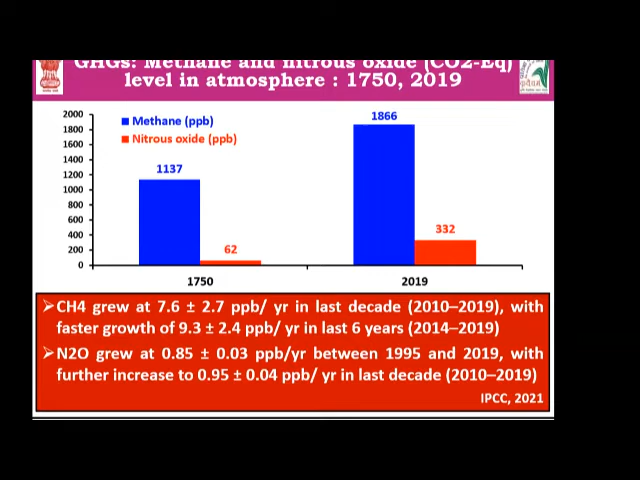 GHGs: Methane and nitrous oxide (CO2-Eq)
level in atmosphere : 1750, 2019
2000
1800
1600
1400
1200
1000
800
600
400
200
0
Methane (ppb)
Nitrous oxide (ppb)
1137
62
1866
332
1750
2019
➢CH4 grew at 7.6 ± 2.7 ppb/ yr in last decade (2010–2019), with
faster growth of 9.3 ± 2.4 ppb/ yr in last 6 years (2014–2019)
➢N2O grew at 0.85 ± 0.03 ppb/yr between 1995 and 2019, with
further increase to 0.95 ± 0.04 ppb/ yr in last decade (2010–2019)
IPCC, 2021